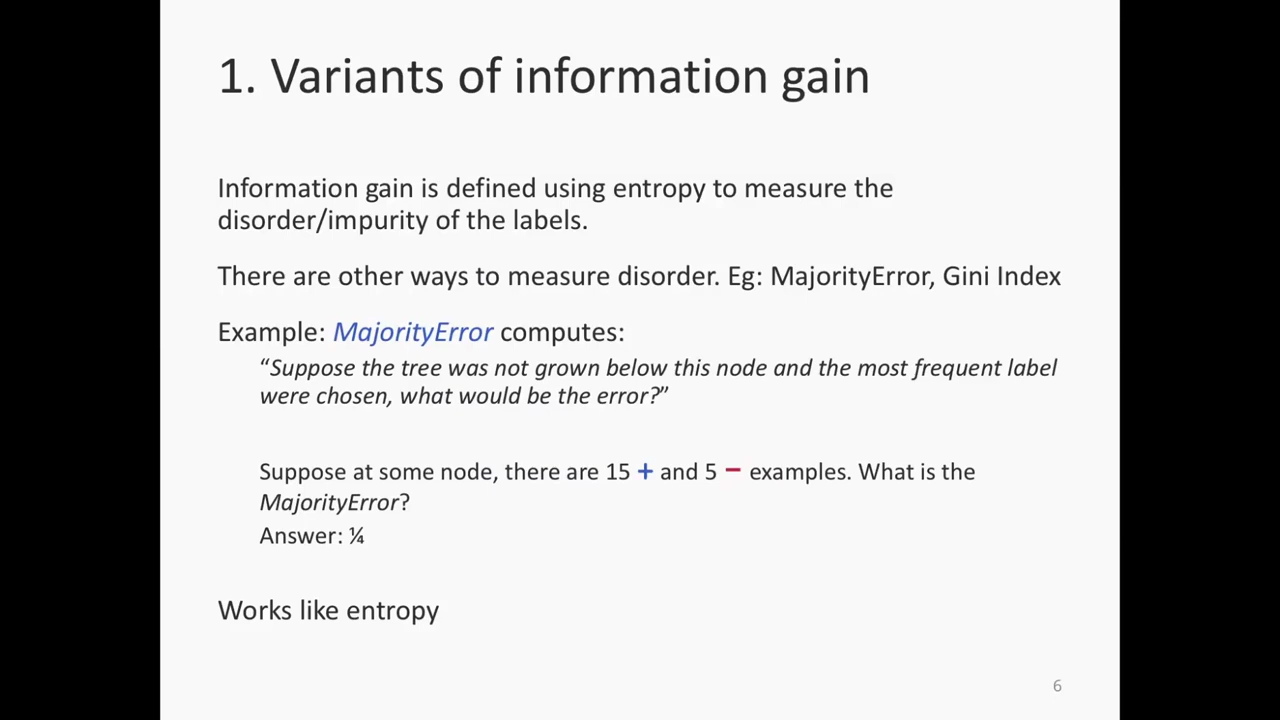 1. Variants of information gain
Information gain is defined using entropy to measure the
disorder/impurity of the labels.
There are other ways to measure disorder. Eg: MajorityError, Gini Index
Example: MajorityError computes:
“Suppose the tree was not grown below this node and the most frequent label
were chosen, what would be the error?”
Suppose at some node, there are 15 + and 5 − examples. What is the
MajorityError?
Answer: ¼
Works like entropy
6